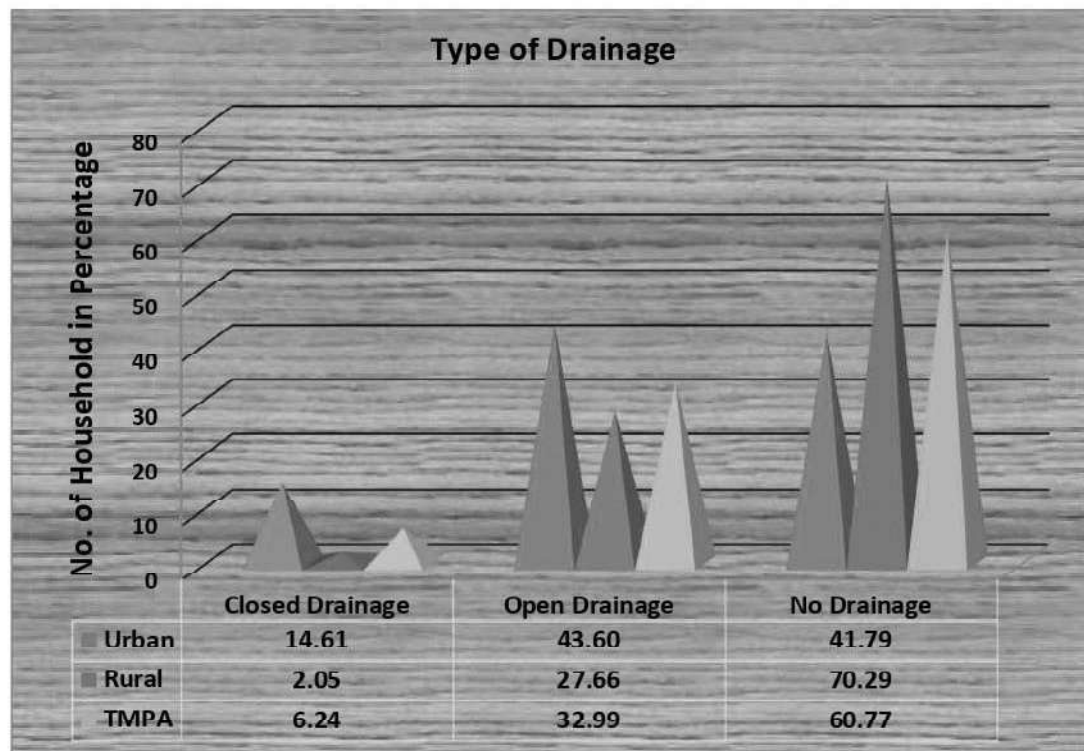 Type of Drainage
No. of Household in Percentage
80
70
60
50
40
30
20
10
0
Closed Drainage Open Drainage No Drainage
Urban 14.61 43.60 41.79
Rural 2.05 27.66 70.29
TMPA 6.24 32.99 60.77